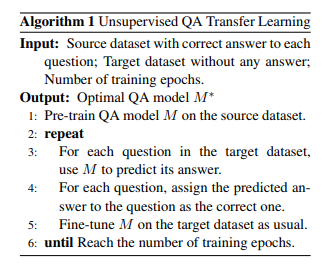 Algorithm 1 Unsupervised QA Transfer Learning
Input: Source dataset with correct answer to each
question; Target dataset without any answer;
Number of training epochs.
Output: Optimal QA model M*
1: Pre-train QA model M on the source dataset.
2: repeat
3: For each question in the target dataset,
use M to predict its answer.
4: For each question, assign the predicted an-
swer to the question as the correct one.
5: Fine-tune M on the target dataset as usual.
6: until Reach the number of training epochs.